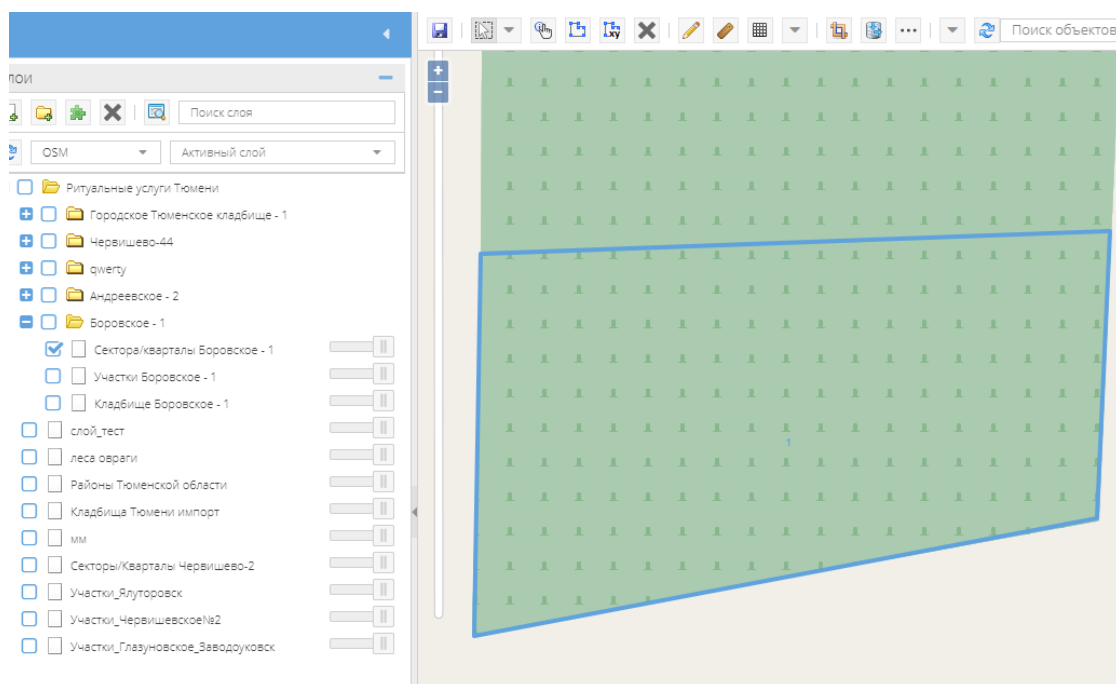 лои
Поиск объектов
Поиск слоя
OSM
Активный слой
Ритуальные услуги Тюмени
Городское Тюменское кладбище - 1
Червишево-44
qwerty
Андреевское - 2
Боровское - 1
Сектора/кварталы Боровское - 1
Участки Боровское - 1
Кладбище Боровское - 1
слой_тест
леса овраги
Районы Тюменской области
Кладбища Тюмени импорт
мм
Секторы/Кварталы Червишево-2
Участки_Ялуторовск
Участки_Червишевское№2
Участки_Глазуновское_Заводоуковск
xy
1